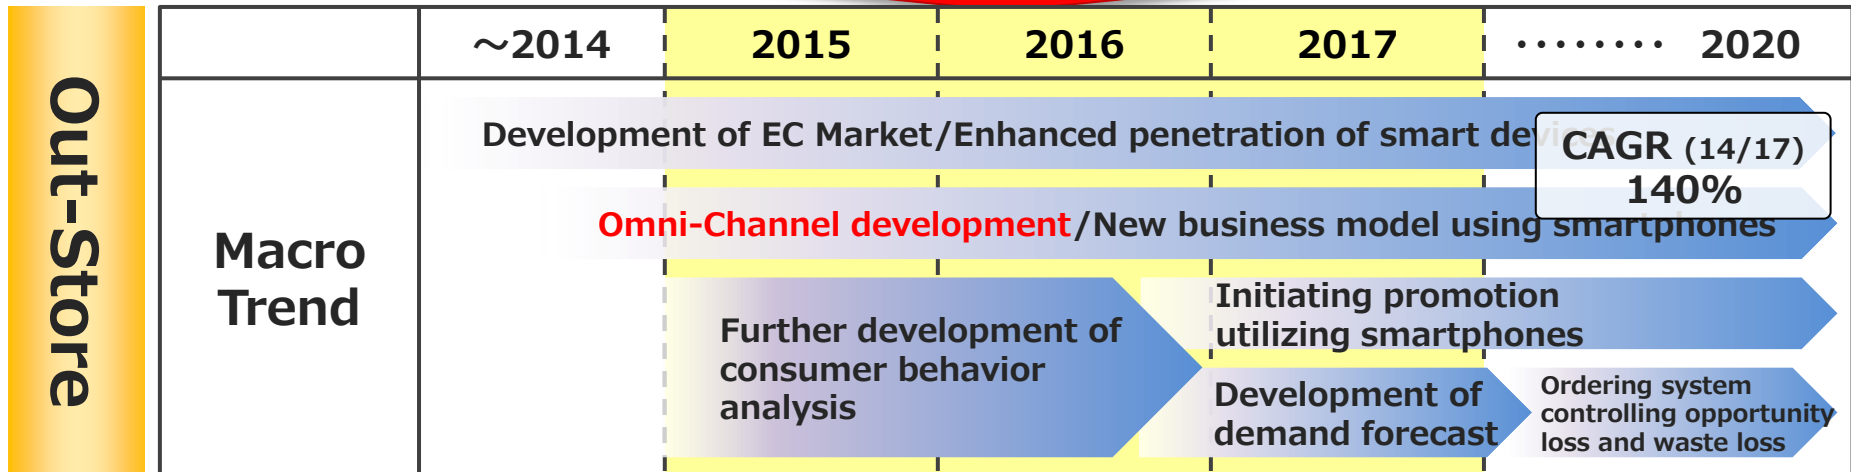 Out-Store
～2014
2015
2016
2017
‥‥‥‥ 2020
Macro
Trend
Development of EC Market/Enhanced penetration of smart devices
CAGR (14/17)
140%
Omni-Channel development/New business model using smartphones
Further development of
consumer behavior
analysis
Initiating promotion
utilizing smartphones
Development of
demand forecast
Ordering system
controlling opportunity
loss and waste loss